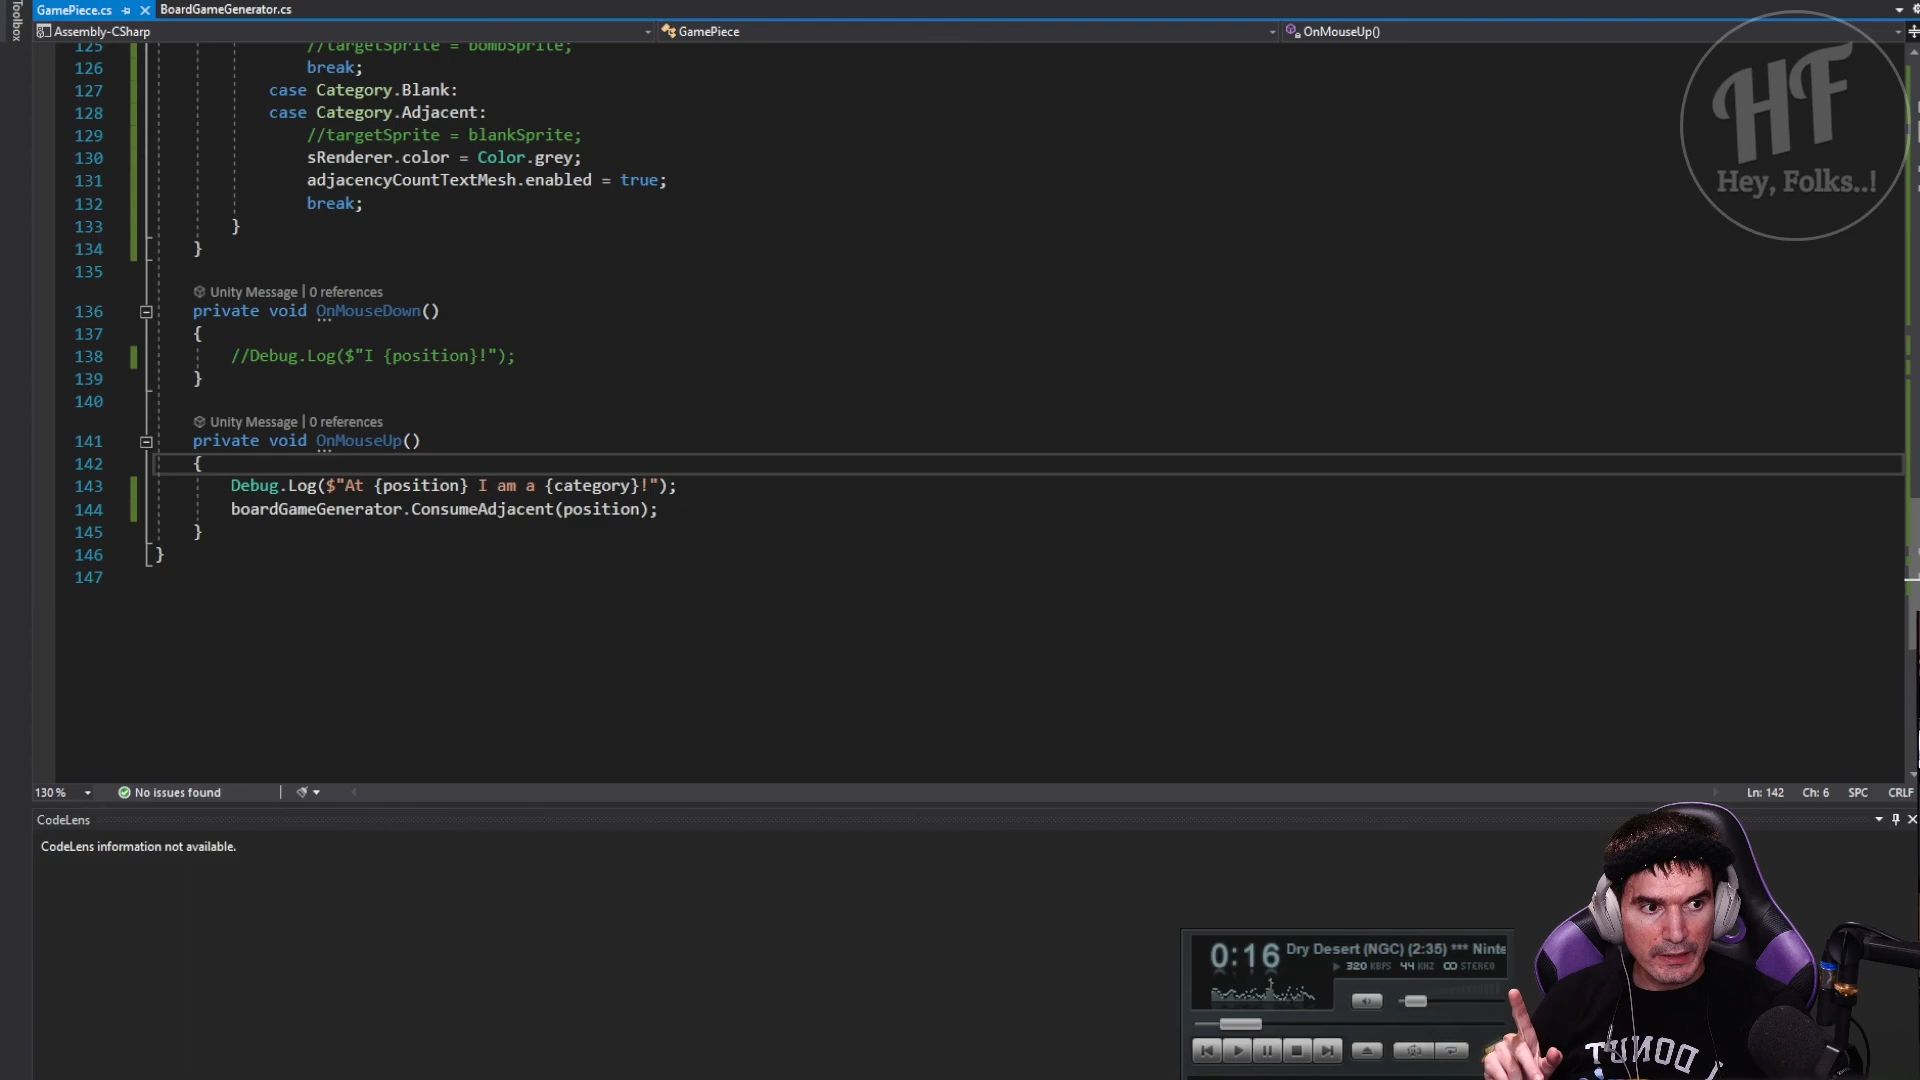 Toolbox
GamePiece.cs
BoardGameGenerator.cs
Assembly-CSharp
GamePiece
OnMouseUp()
125 //targetSprite = bombSprite;
126 break;
127 case Category.Blank:
128 case Category.Adjacent:
129 //targetSprite = blankSprite;
130 sRenderer.color = Color.grey;
131 adjacencyCountTextMesh.enabled = true;
132 break;
133 }
134 }
135
Unity Message | 0 references
136 private void OnMouseDown()
137 {
138 //Debug.Log($"I {position}!");
139 }
140
Unity Message | 0 references
141 private void OnMouseUp()
142 {
143 Debug.Log($"At {position} I am a {category}!");
144 boardGameGenerator.ConsumeAdjacent(position);
145 }
146 }
147
HF
Hey, Folks..!
130 %
No issues found
Ln: 142
Ch: 6
SPC
CRLF
CodeLens
CodeLens information not available.
0:16
Dry Desert (NGC) (2:35) ***
320 KBPS 44 KHZ STEREO
DONUT